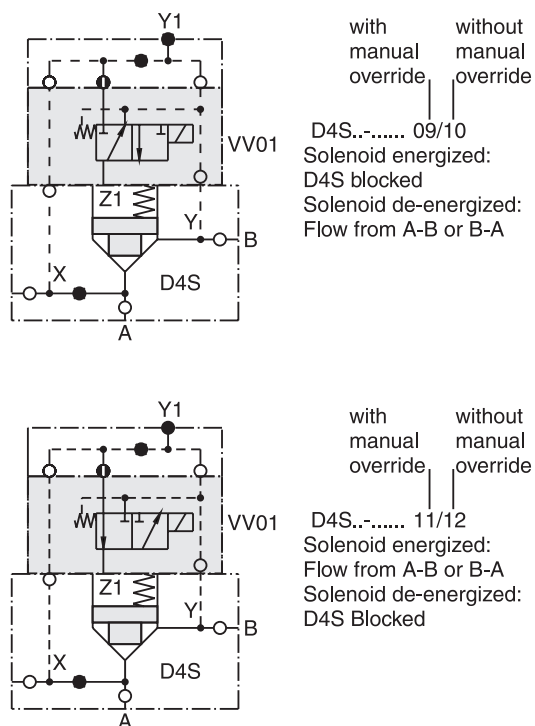 Y1
VV01
Z1
Y
B
X
D4S
A
with without
manual manual
override override
D4S..-...... 09/10
Solenoid energized:
D4S blocked
Solenoid de-energized:
Flow from A-B or B-A
Y1
VV01
Z1
Y
B
X
D4S
A
with without
manual manual
override override
D4S..-...... 11/12
Solenoid energized:
Flow from A-B or B-A
Solenoid de-energized:
D4S Blocked